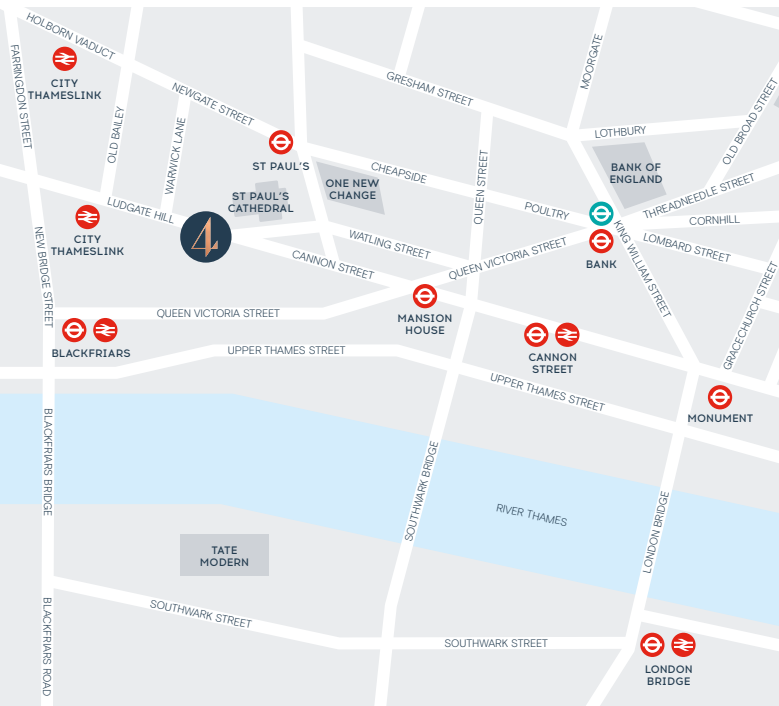 HOLBORN VIADUCT
FARRINGDON STREET
CITY
THAMESLINK
OLD BAILEY
NEWGATE STREET
WARWICK LANE
GRESHAM STREET
MOORGATE
LOTHBURY
OLD BROAD STREET
ST PAUL'S
CHEAPSIDE
ONE NEW
CHANGE
ST PAUL'S
CATHEDRAL
QUEEN STREET
BANK OF
ENGLAND
THREADNEEDLE STREET
POULTRY
CORNHILL
LUDGATE HILL
4
CITY
THAMESLINK
NEW BRIDGE STREET
WATLING STREET
CANNON STREET
QUEEN VICTORIA STREET
BANK
KING WILLIAM STREET
LOMBARD STREET
GRACECHURCH STREET
QUEEN VICTORIA STREET
MANSION
HOUSE
BLACKFRIARS
UPPER THAMES STREET
CANNON
STREET
UPPER THAMES STREET
MONUMENT
BLACKFRIARS BRIDGE
SOUTHWARK BRIDGE
RIVER THAMES
LONDON BRIDGE
TATE
MODERN
SOUTHWARK STREET
BLACKFRIARS ROAD
SOUTHWARK STREET
LONDON
BRIDGE